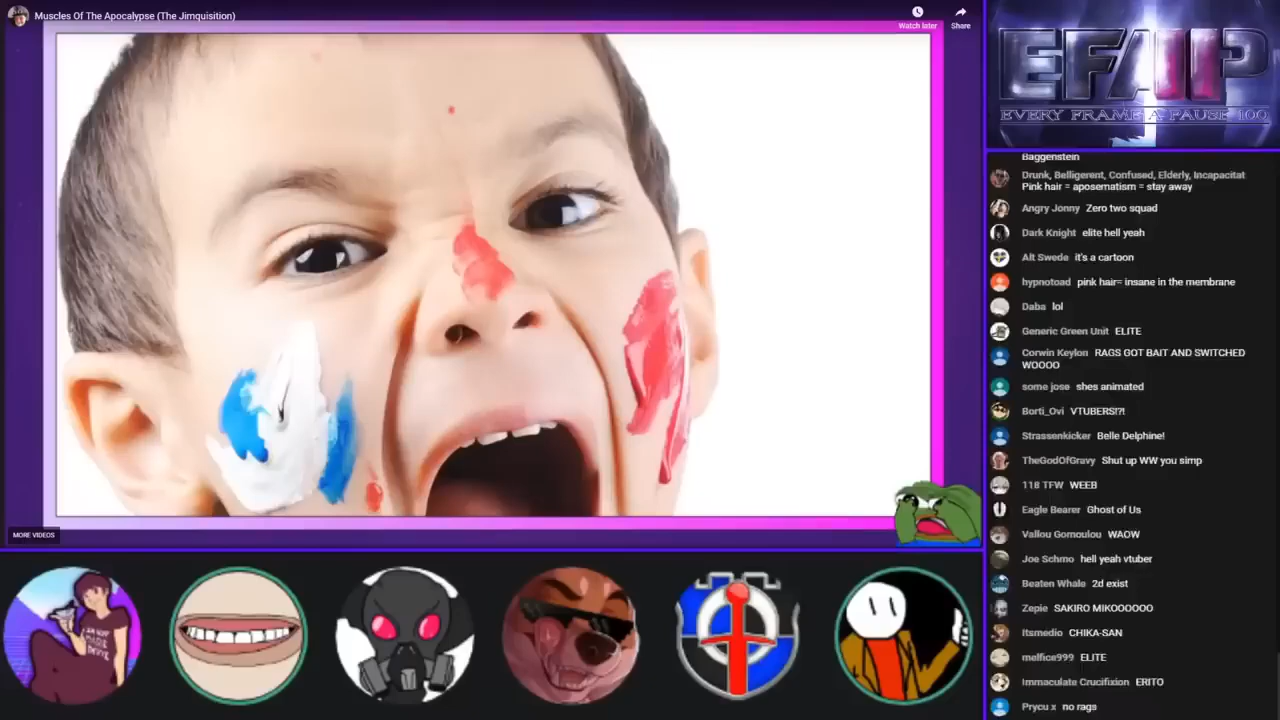 Muscles Of The Apocalypse (The Jimquisition)
Watch later
Share
MORE VIDEOS
EFAP
EVERY FRAME A PAUSE 100
Baggenstein
Drunk, Belligerent, Confused, Elderly, Incapacitat
Pink hair = aposematism = stay away
Angry Jonny Zero two squad
Dark Knight elite hell yeah
Alt Swede it's a cartoon
hypnotoad pink hair= insane in the membrane
Daba lol
Generic Green Unit ELITE
Corwin Keylon RAGS GOT BAIT AND SWITCHED
WOOOO
some jose shes animated
Borti_Ovi VTUBERS!?!
Strassenkicker Belle Delphine!
TheGodOfGravy Shut up WW you simp
118 TFW WEEB
Eagle Bearer Ghost of Us
Vallou Gomoulou WAOW
Joe Schmo hell yeah vtuber
Beaten Whale 2d exist
Zepie SAKIRO MIKOOOOOO
Itsmedio CHIKA-SAN
melfice999 ELITE
Immaculate Crucifixion ERITO
Prycu x no rags